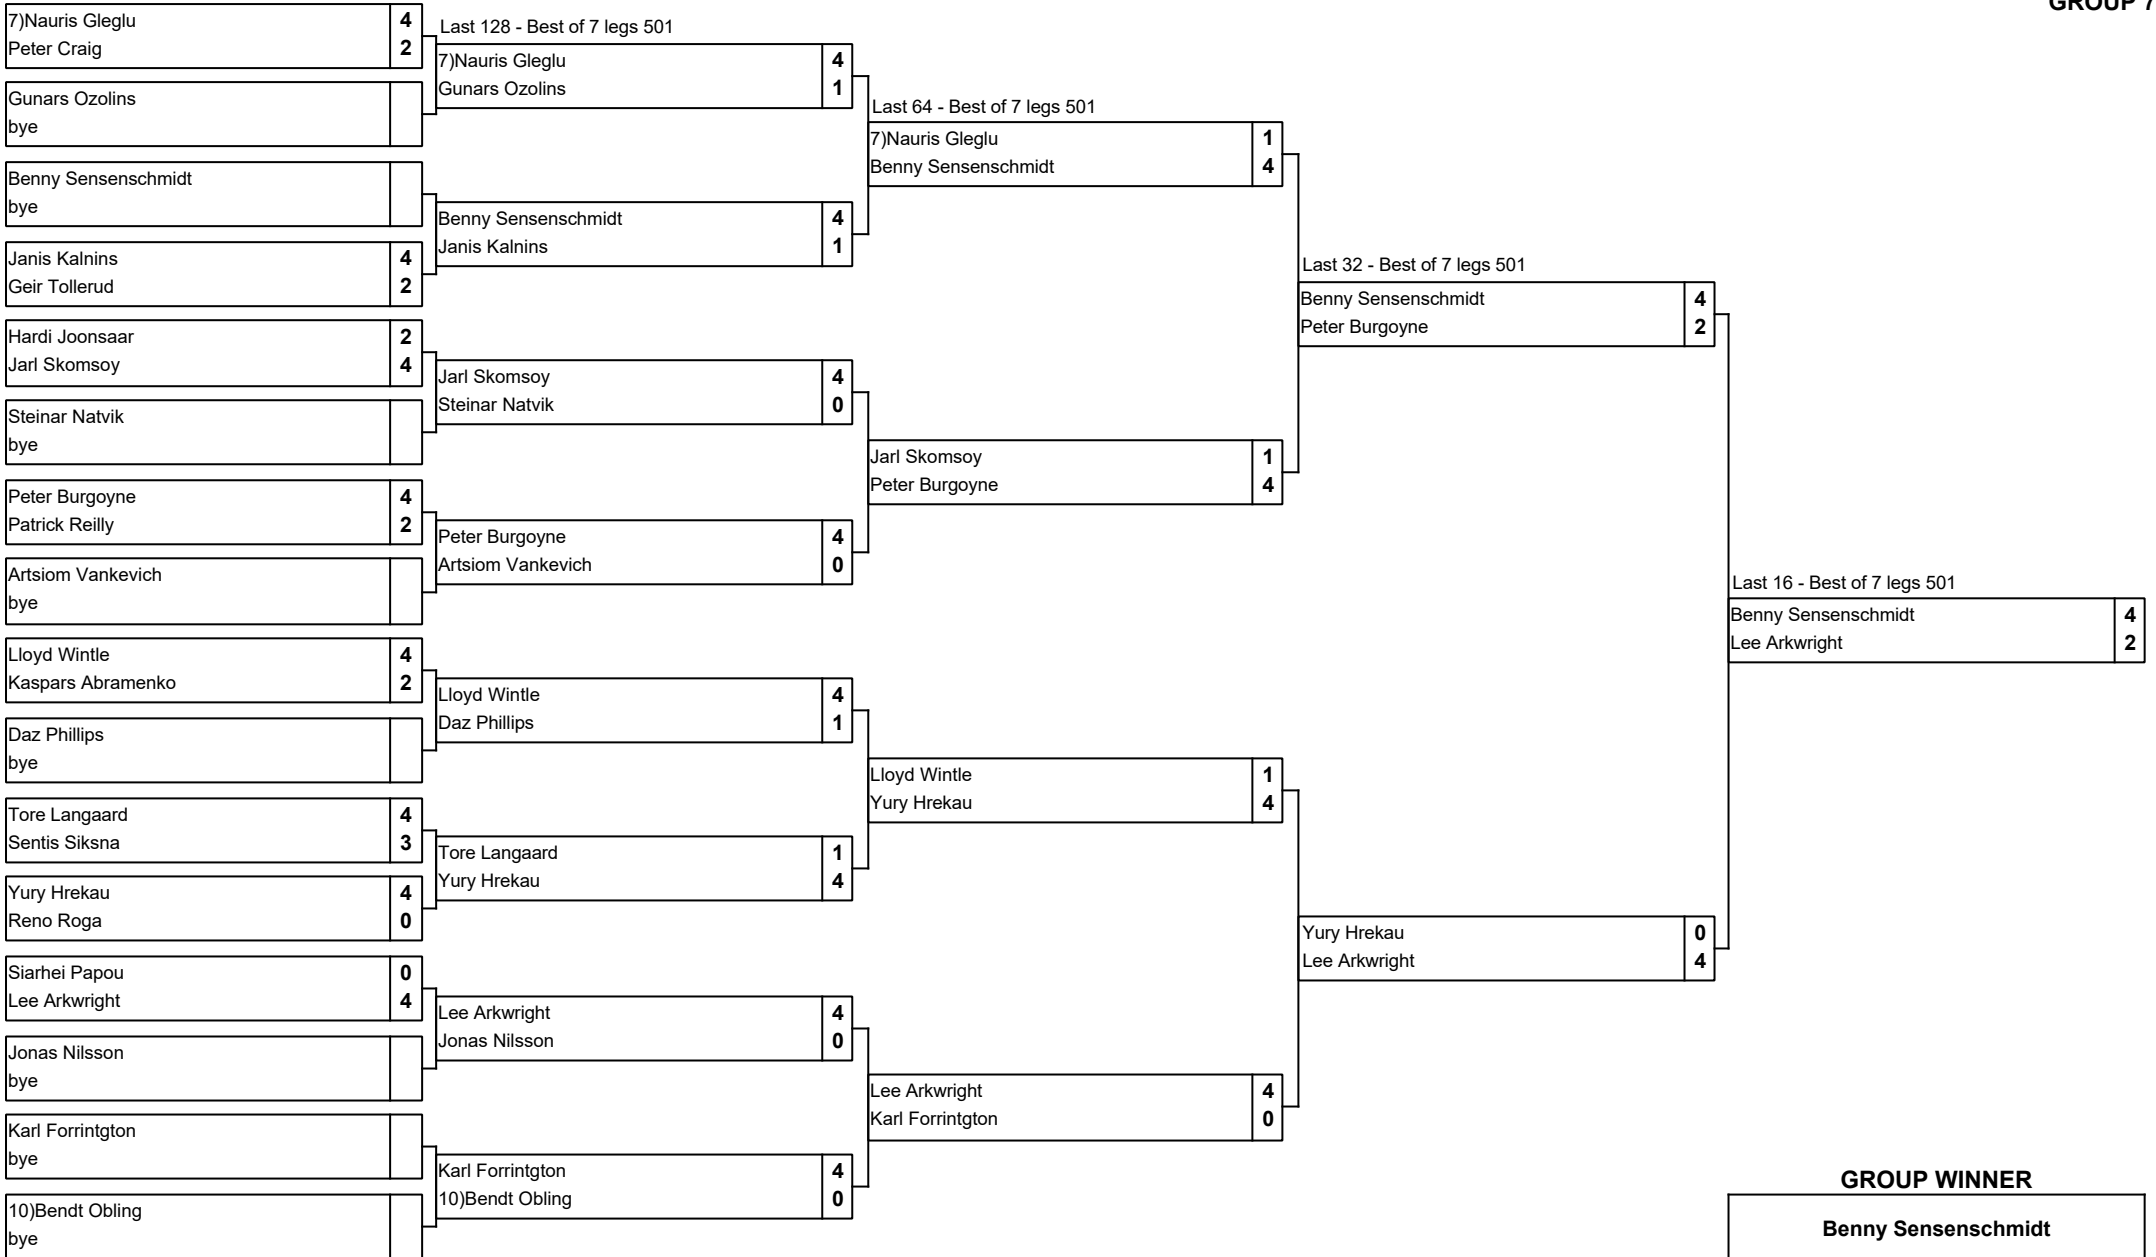 GROUP 7
7)Nauris Gleglu 4
Peter Craig 2
Gunars Ozolins
bye
Benny Sensenschmidt
bye
Janis Kalnins 4
Geir Tollerud 2
Hardi Joonsaar 2
Jarl Skomsoy 4
Steinar Natvik
bye
Peter Burgoyne 4
Patrick Reilly 2
Artsiom Vankevich
bye
Lloyd Wintle 4
Kaspars Abramenko 2
Daz Phillips
bye
Tore Langaard 4
Sentis Siksna 3
Yury Hrekau 4
Reno Roga 0
Siarhei Papou 0
Lee Arkwright 4
Jonas Nilsson
bye
Karl Forrintgton
bye
10)Bendt Obling
bye
Last 128 - Best of 7 legs 501
7)Nauris Gleglu 4
Gunars Ozolins 1
Benny Sensenschmidt 4
Janis Kalnins 1
Jarl Skomsoy 4
Steinar Natvik 0
Peter Burgoyne 4
Artsiom Vankevich 0
Lloyd Wintle 4
Daz Phillips 1
Tore Langaard 1
Yury Hrekau 4
Lee Arkwright 4
Jonas Nilsson 0
Karl Forrintgton 4
10)Bendt Obling 0
Last 64 - Best of 7 legs 501
7)Nauris Gleglu 1
Benny Sensenschmidt 4
Jarl Skomsoy 1
Peter Burgoyne 4
Lloyd Wintle 1
Yury Hrekau 4
Lee Arkwright 4
Karl Forrintgton 0
Last 32 - Best of 7 legs 501
Benny Sensenschmidt 4
Peter Burgoyne 2
Yury Hrekau 0
Lee Arkwright 4
Last 16 - Best of 7 legs 501
Benny Sensenschmidt 4
Lee Arkwright 2
GROUP WINNER
Benny Sensenschmidt